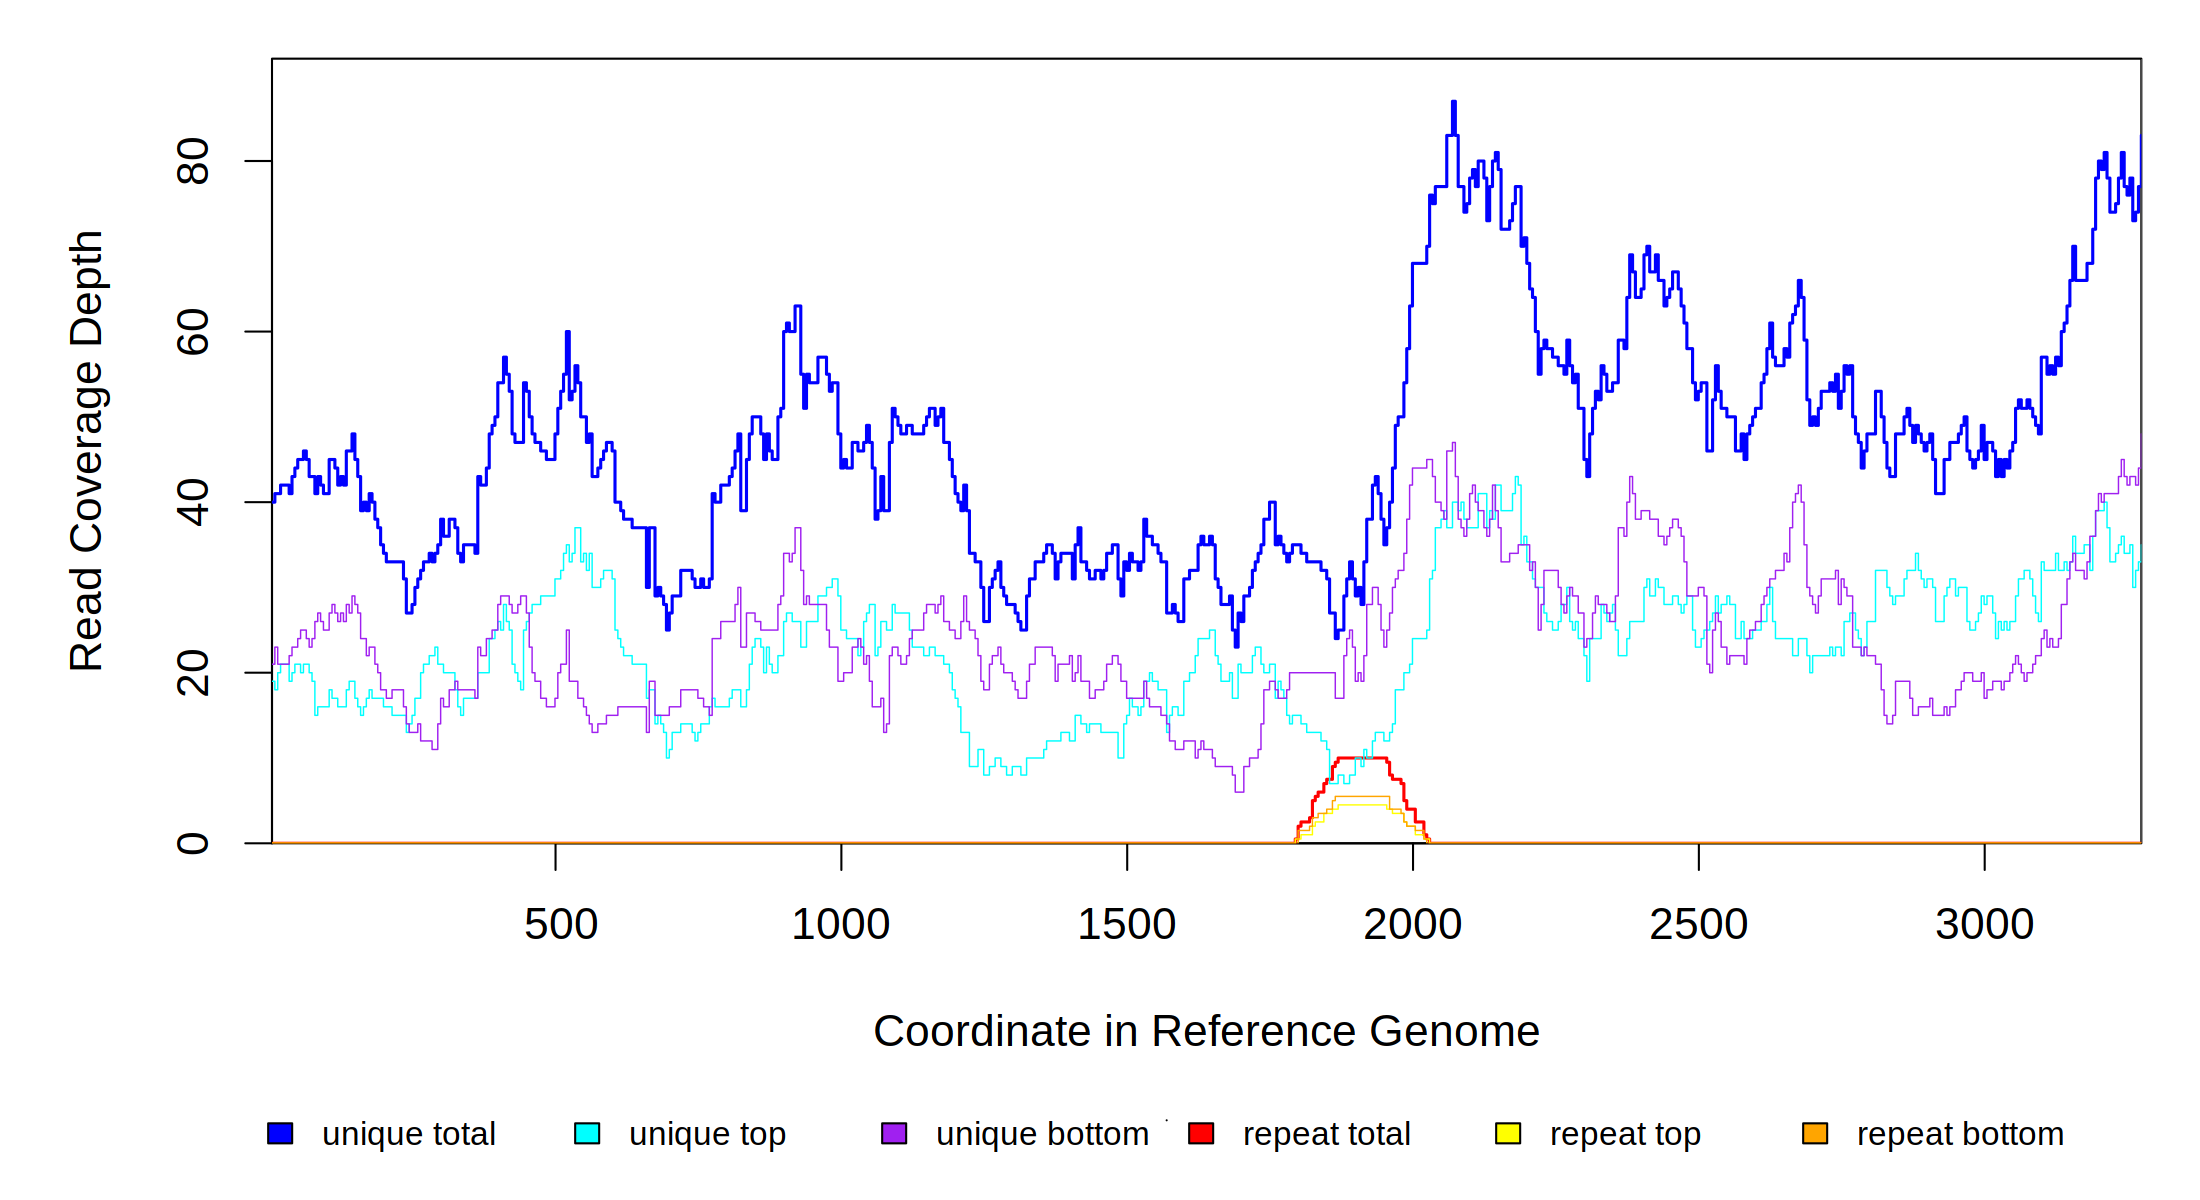 80
60
40
20
0
Read Coverage Depth
500 1000 1500 2000 2500 3000
Coordinate in Reference Genome
unique total unique top unique bottom repeat total repeat top repeat bottom